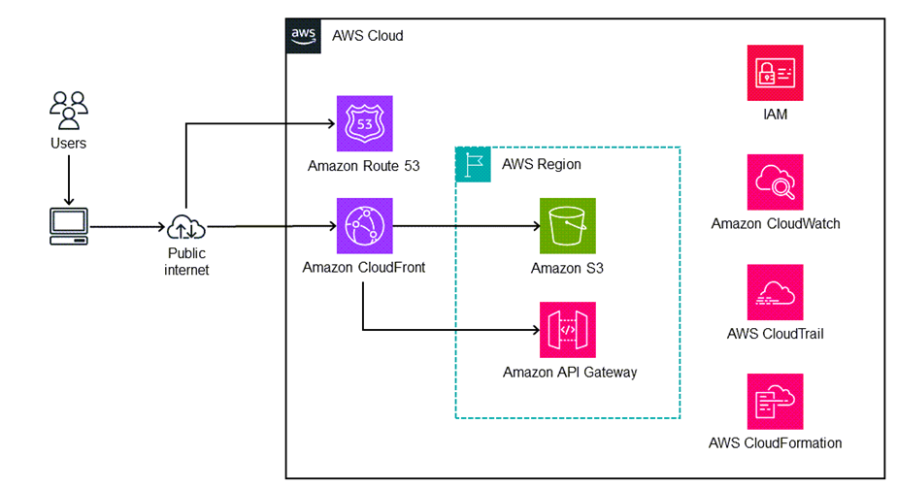 aws
AWS Cloud
Users
Public
internet
53
Amazon Route 53
Amazon CloudFront
AWS Region
Amazon S3
</>
Amazon API Gateway
IAM
Amazon CloudWatch
AWS CloudTrail
AWS CloudFormation